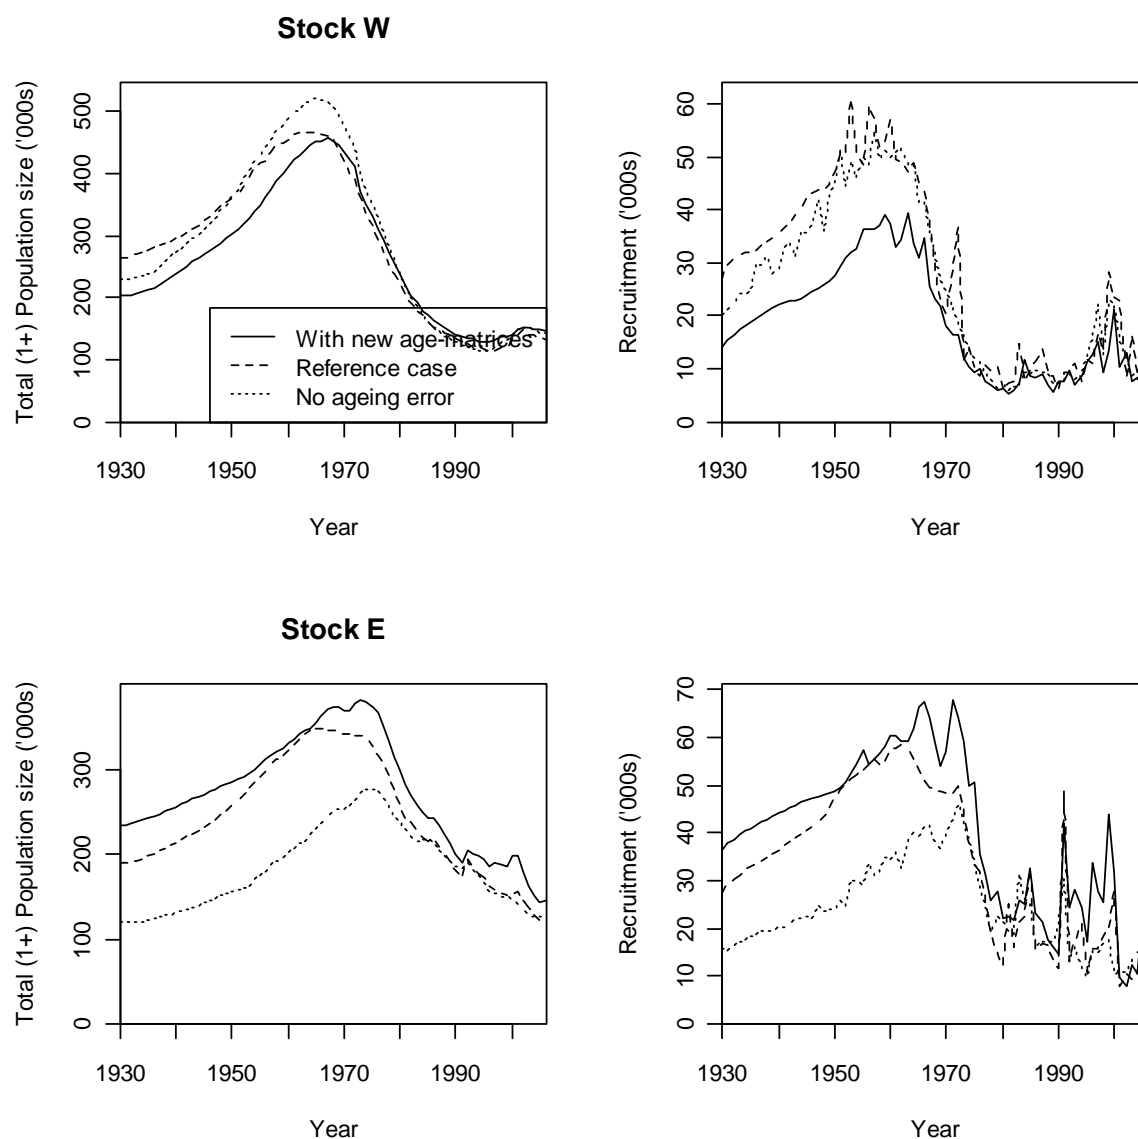 Stock W
Total (1+) Population size ('000s)
0 100 200 300 400 500
With new age-matrices
Reference case
No ageing error
1930 1950 1970 1990
Year
Recruitment ('000s)
0 10 20 30 40 50 60
1930 1950 1970 1990
Year
Stock E
Total (1+) Population size ('000s)
0 100 200 300
1930 1950 1970 1990
Year
Recruitment ('000s)
0 10 20 30 40 50 60 70
1930 1950 1970 1990
Year